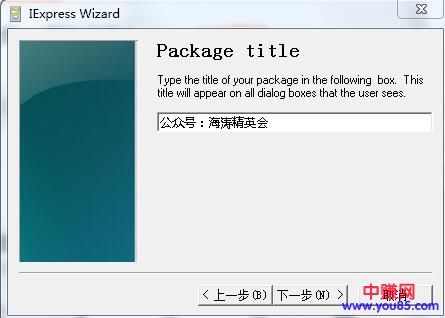 IExpress Wizard
Package title
Type the title of your package in the following box. This
title will appear on all dialog boxes that the user sees.
公众号：海涛精英会
< 上一步(B) 下一步(N) > 取消
中赚网
www.you85.com